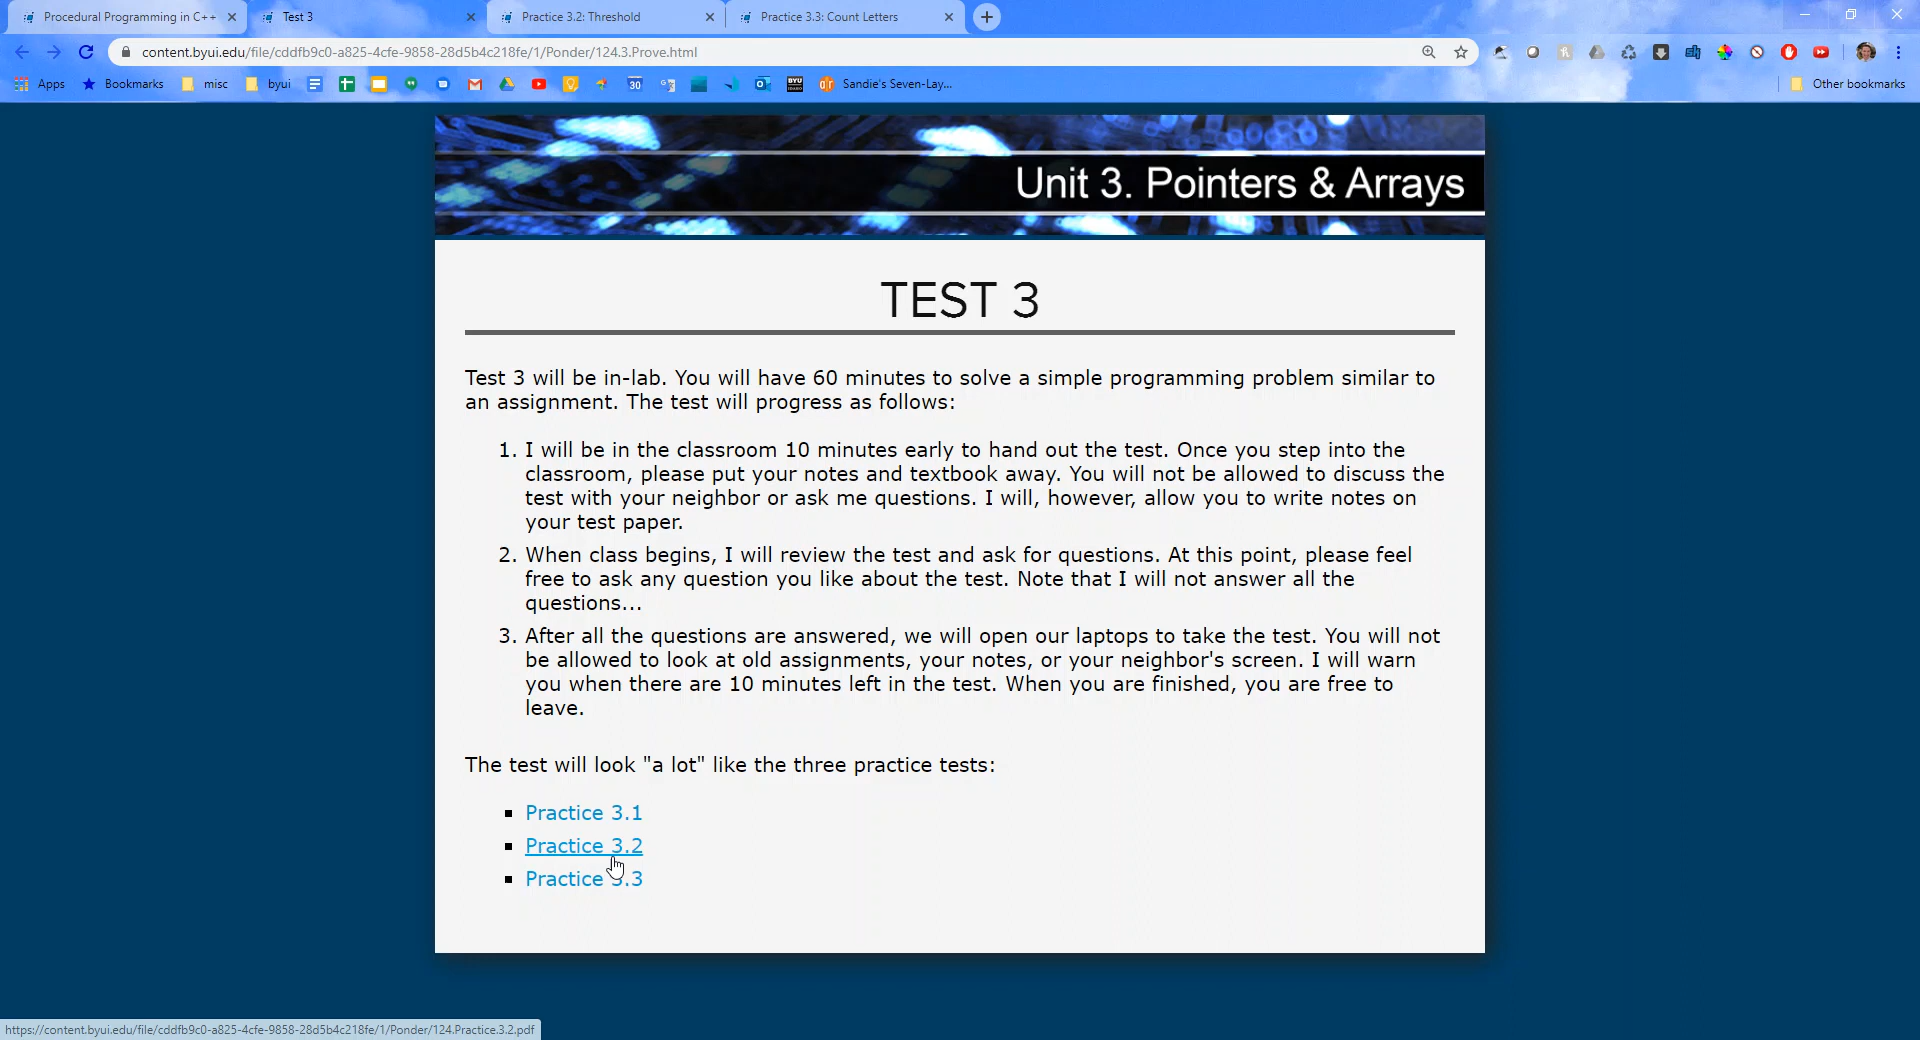 Procedural Programming in C++
Test 3
Practice 3.2: Threshold
Practice 3.3: Count Letters
content.byui.edu/file/cddfb9c0-a825-4cfe-9858-28d5b4c218fe/1/Ponder/124.3.Prove.html
Apps
Bookmarks
misc
byui
30
BYU
Sandie's Seven-Lay...
Other bookmarks
Unit 3. Pointers & Arrays
TEST 3
Test 3 will be in-lab. You will have 60 minutes to solve a simple programming problem similar to
an assignment. The test will progress as follows:
1. I will be in the classroom 10 minutes early to hand out the test. Once you step into the
classroom, please put your notes and textbook away. You will not be allowed to discuss the
test with your neighbor or ask me questions. I will, however, allow you to write notes on
your test paper.
2. When class begins, I will review the test and ask for questions. At this point, please feel
free to ask any question you like about the test. Note that I will not answer all the
questions...
3. After all the questions are answered, we will open our laptops to take the test. You will not
be allowed to look at old assignments, your notes, or your neighbor's screen. I will warn
you when there are 10 minutes left in the test. When you are finished, you are free to
leave.
The test will look "a lot" like the three practice tests:
Practice 3.1
Practice 3.2
Practice 3.3
https://content.byui.edu/file/cddfb9c0-a825-4cfe-9858-28d5b4c218fe/1/Ponder/124.Practice.3.2.pdf